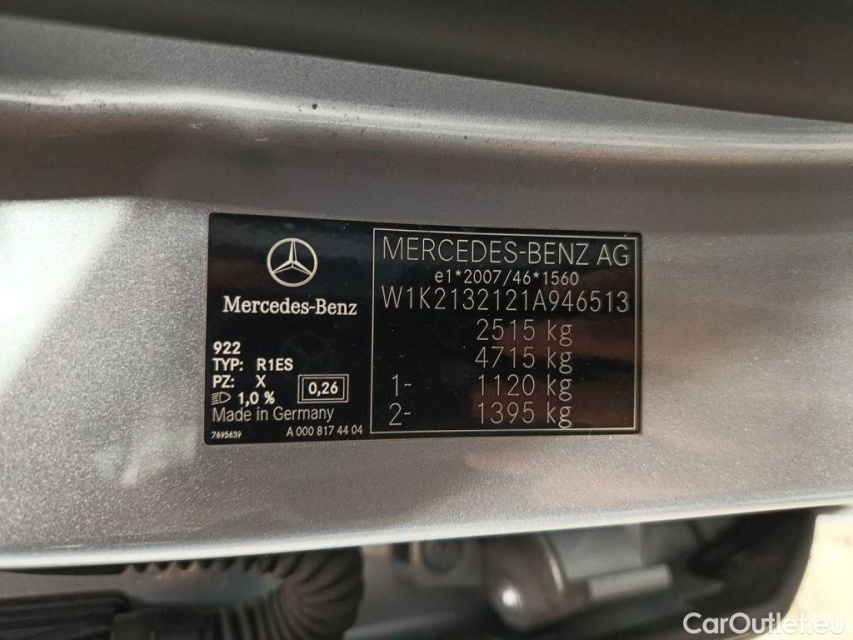 Mercedes-Benz
922
TYP: R1ES
PZ: X
1,0 %
0,26
Made in Germany
7695639
A 000 817 44 04
MERCEDES-BENZ AG
e1*2007/46*1560
W1K2132121A946513
2515 kg
4715 kg
1- 1120 kg
2- 1395 kg
CarOutlet.eu